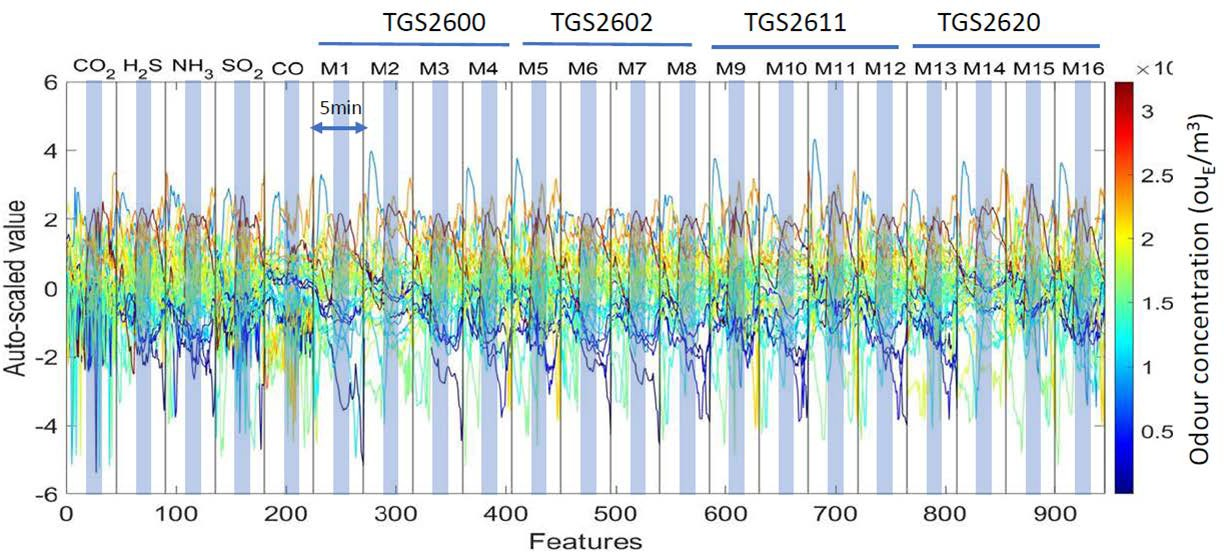 TGS2600 TGS2602 TGS2611 TGS2620
CO2 H2S NH3 SO2 CO M1 M2 M3 M4 M5 M6 M7 M8 M9 M10 M11 M12 M13 M14 M15 M16
5min
6
4
2
0
-2
-4
-6
Auto-scaled value
0 100 200 300 400 500 600 700 800 900
Features
3
2.5
2
1.5
1
0.5
Odour concentration (ouE/m³)